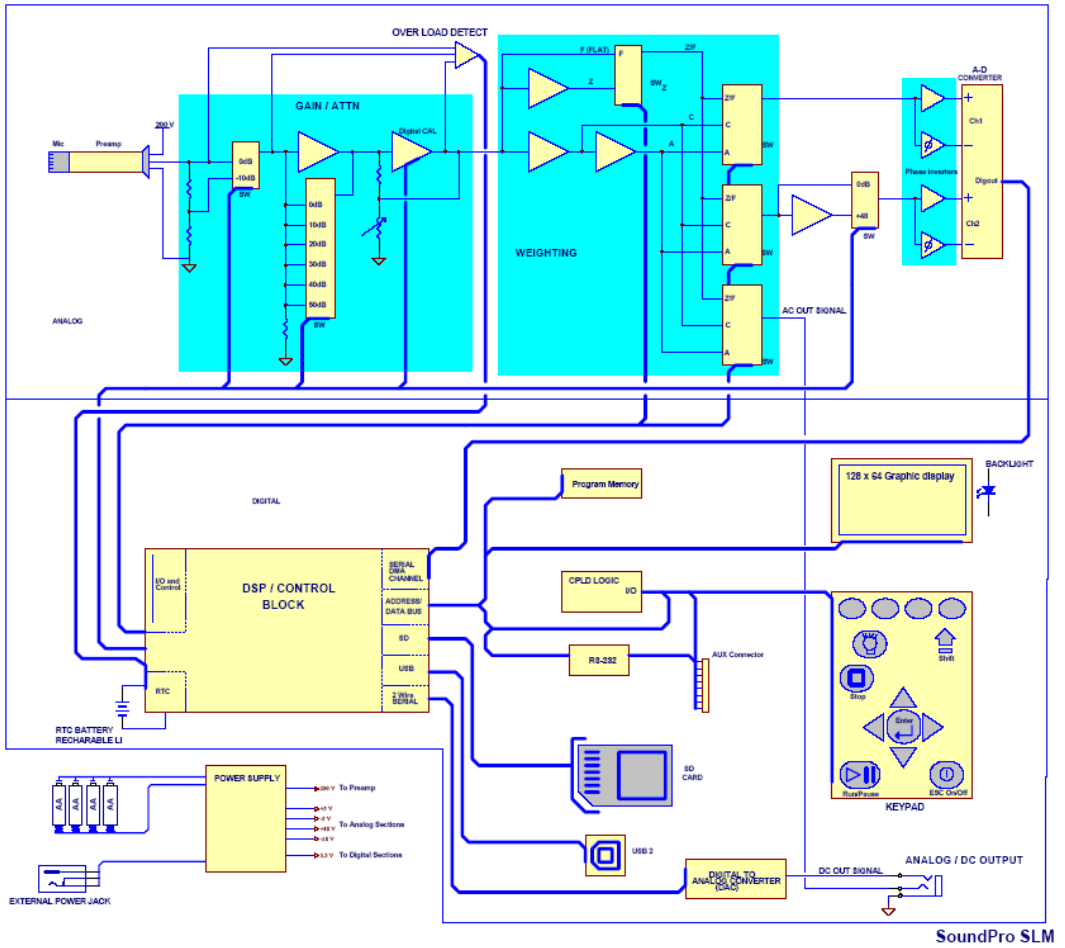 OVER LOAD DETECT
GAIN / ATTN
200 V
Mic
Preamp
0dB
-10dB
SW
Digital CAL
0dB
10dB
20dB
30dB
40dB
50dB
SW
ANALOG
F (FLAT)
F
Z
SW Z
Z/F
C
A
WEIGHTING
Z/F
C
A
SW
Z/F
C
A
SW
Z/F
C
A
SW
0dB
+40
SW
AC OUT SIGNAL
A-D
CONVERTER
+
Ch1
-
Phase Inverters
Digout
+
Ch2
-
DIGITAL
Program Memory
128 x 64 Graphic display
BACKLIGHT
I/O and
Control
DSP / CONTROL
BLOCK
SERIAL
DMA
CHANNEL
ADDRESS/
DATA BUS
SD
USB
2 Wire
SERIAL
RTC
CPLD LOGIC
I/O
RS-232
AUX Connector
Shift
Stop
Enter
Run/Pause
ESC On/Off
KEYPAD
RTC BATTERY
RECHARABLE LI
SD
CARD
USB 2
AA
AA
AA
AA
POWER SUPPLY
200 V To Preamp
+5 V
-5 V
To Analog Sections
+10 V
-10 V
3.3 V To Digital Sections
EXTERNAL POWER JACK
DIGITAL TO
ANALOG CONVERTER
(DAC)
DC OUT SIGNAL
ANALOG / DC OUTPUT
SoundPro SLM